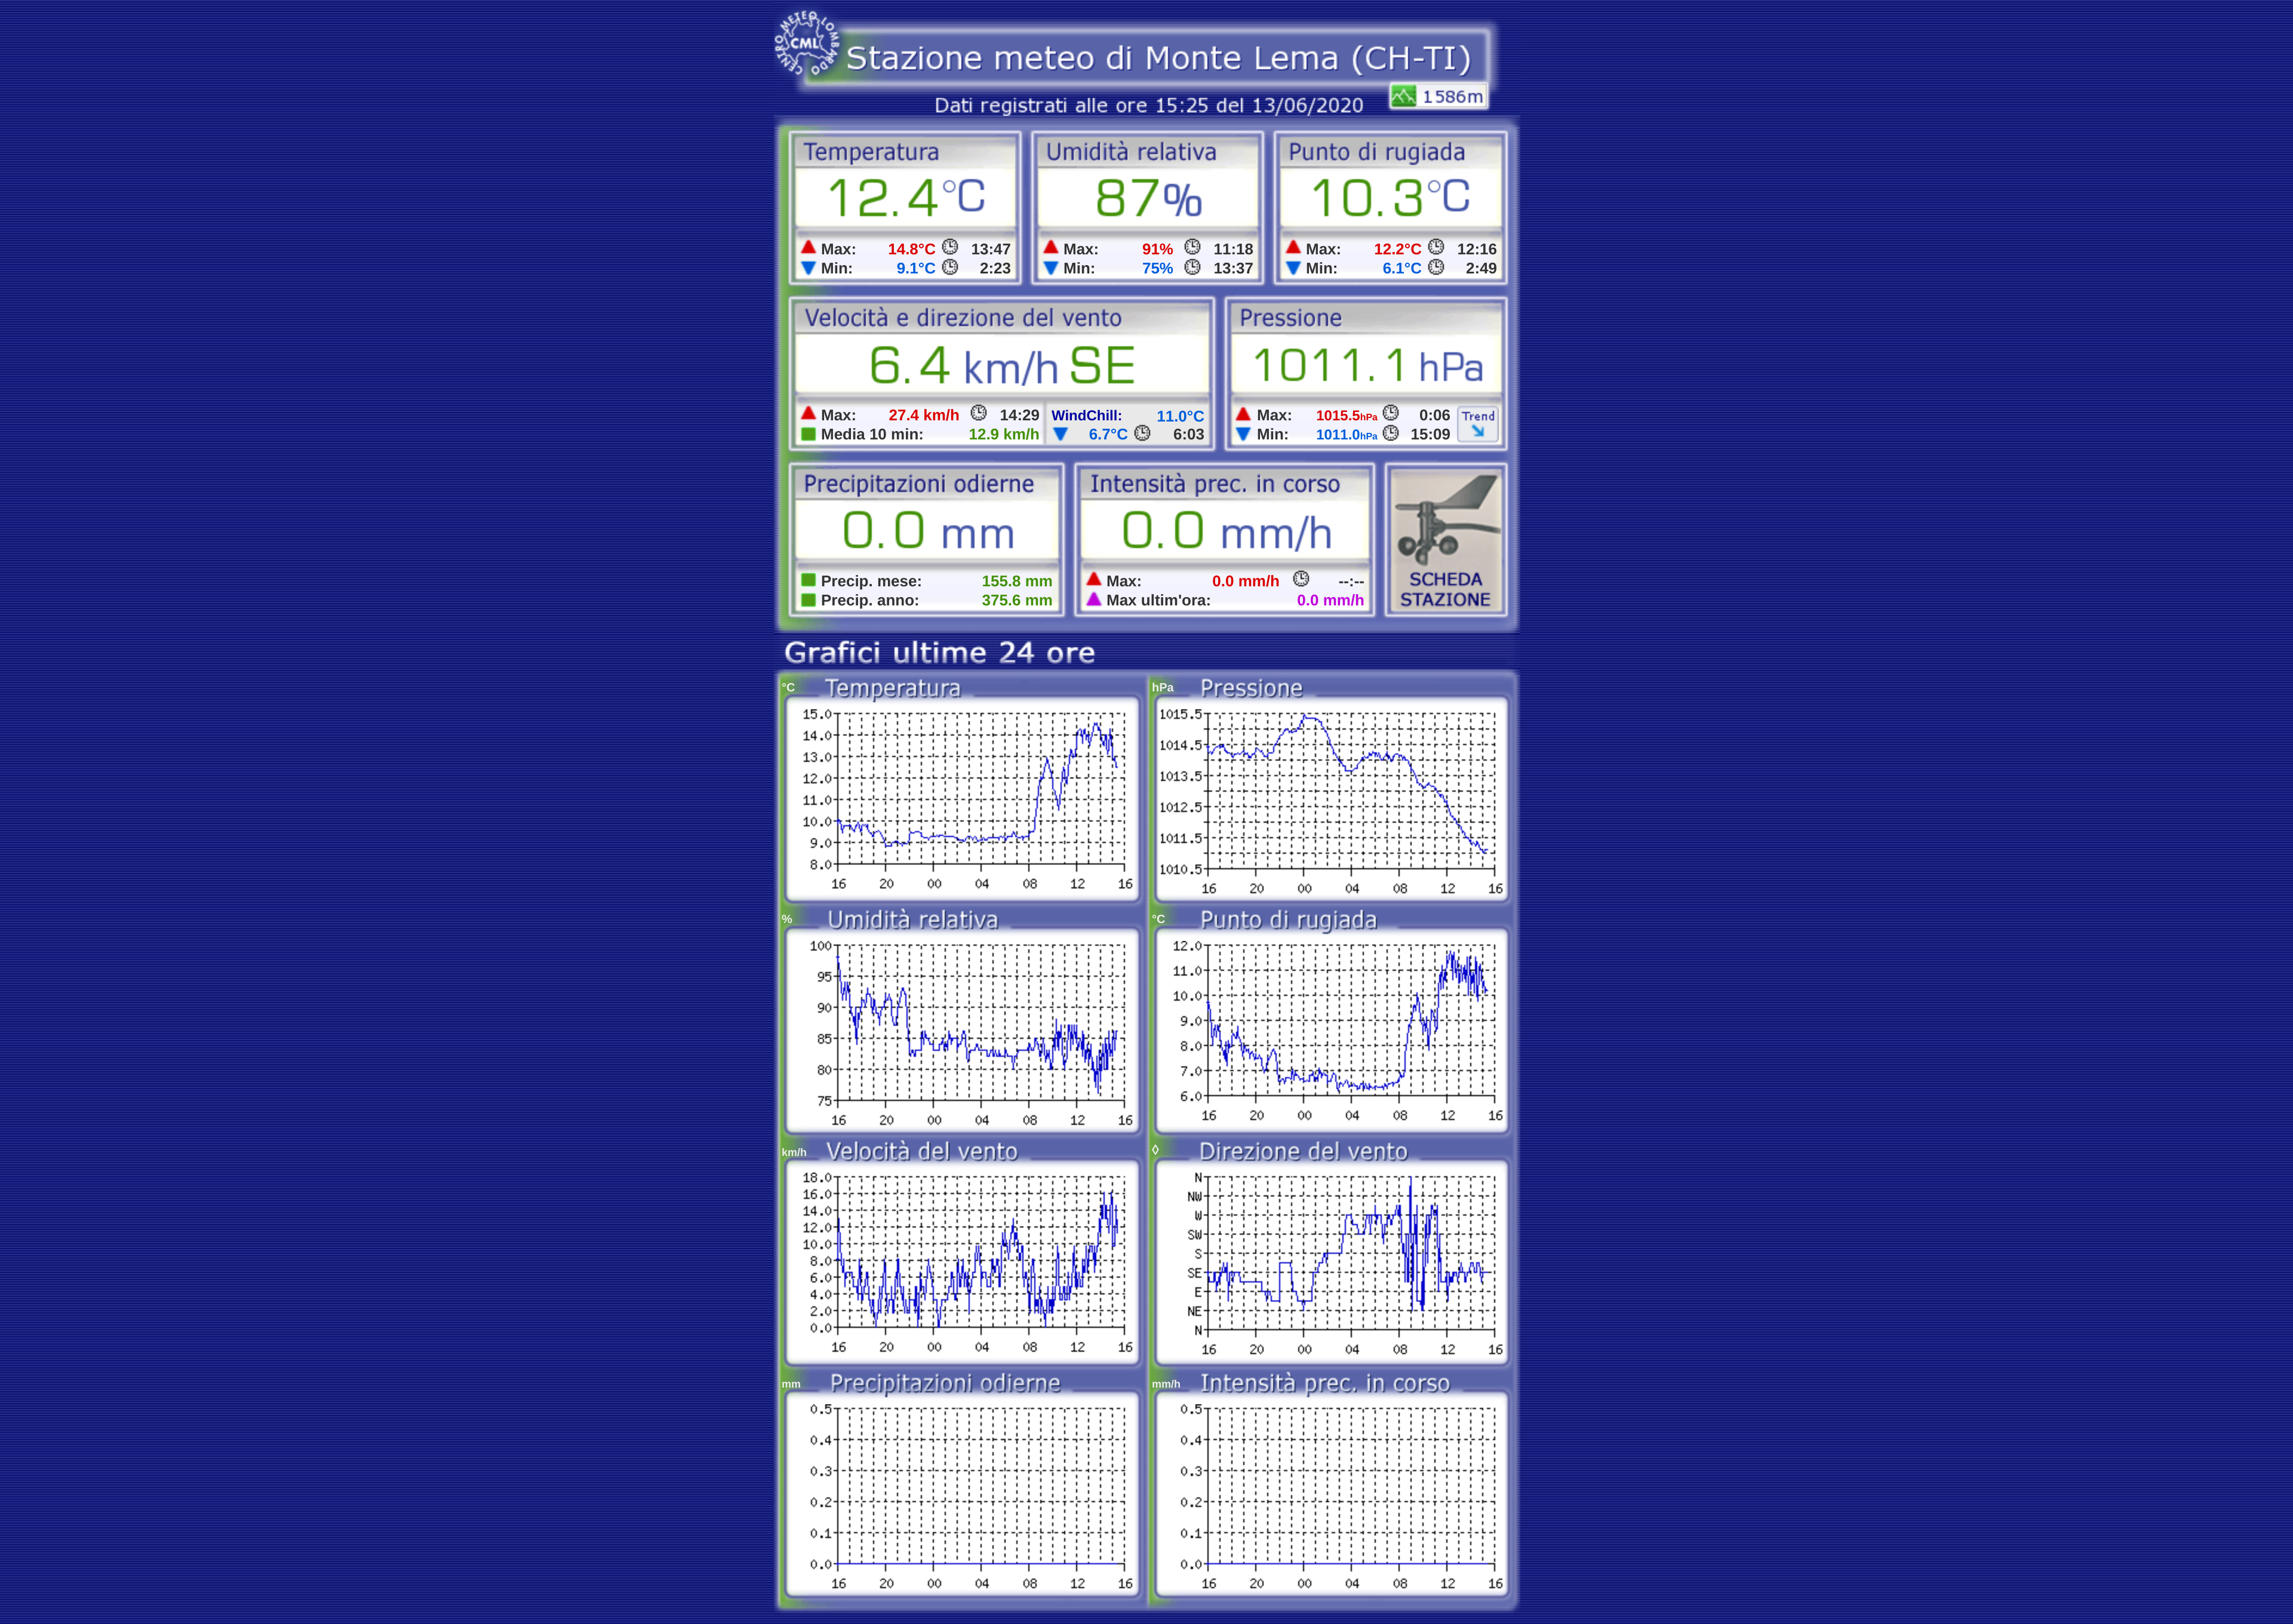 CENTRO METEO LOMBARDO
CML
Stazione meteo di Monte Lema (CH-TI)
Dati registrati alle ore 15:25 del 13/06/2020
1586m
Temperatura
12.4°C
Max: 14.8°C 13:47
Min: 9.1°C 2:23
Umidità relativa
87%
Max: 91% 11:18
Min: 75% 13:37
Punto di rugiada
10.3°C
Max: 12.2°C 12:16
Min: 6.1°C 2:49
Velocità e direzione del vento
6.4 km/h SE
Max: 27.4 km/h 14:29
Media 10 min: 12.9 km/h
WindChill: 11.0°C
6.7°C 6:03
Pressione
1011.1 hPa
Max: 1015.5hPa 0:06
Min: 1011.0hPa 15:09
Trend
Precipitazioni odierne
0.0 mm
Precip. mese: 155.8 mm
Precip. anno: 375.6 mm
Intensità prec. in corso
0.0 mm/h
Max: 0.0 mm/h --:--
Max ultim'ora: 0.0 mm/h
SCHEDA
STAZIONE
Grafici ultime 24 ore
°C Temperatura
15.0
14.0
13.0
12.0
11.0
10.0
9.0
8.0
16 20 00 04 08 12 16
hPa Pressione
1015.5
1014.5
1013.5
1012.5
1011.5
1010.5
16 20 00 04 08 12 16
% Umidità relativa
100
95
90
85
80
75
16 20 00 04 08 12 16
°C Punto di rugiada
12.0
11.0
10.0
9.0
8.0
7.0
6.0
16 20 00 04 08 12 16
km/h Velocità del vento
18.0
16.0
14.0
12.0
10.0
8.0
6.0
4.0
2.0
0.0
16 20 00 04 08 12 16
◊ Direzione del vento
N
NW
W
SW
S
SE
E
NE
N
16 20 00 04 08 12 16
mm Precipitazioni odierne
0.5
0.4
0.3
0.2
0.1
0.0
16 20 00 04 08 12 16
mm/h Intensità prec. in corso
0.5
0.4
0.3
0.2
0.1
0.0
16 20 00 04 08 12 16